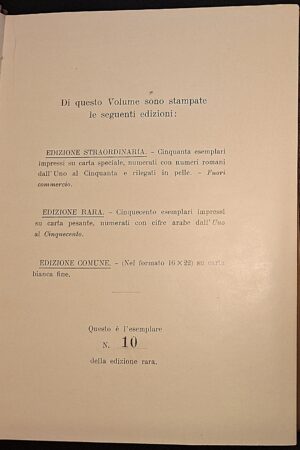 Di questo Volume sono stampate
le seguenti edizioni:
EDIZIONE STRAORDINARIA. - Cinquanta esemplari
impressi su carta speciale, numerati con numeri romani
dall'Uno al Cinquanta e rilegati in pelle. - Fuori
commercio.
EDIZIONE RARA. - Cinquecento esemplari impressi
su carta pesante, numerati con cifre arabe dall'Uno
al Cinquecento.
EDIZIONE COMUNE. - (Nel formato 16 × 22) su carta
bianca fine.
Questo è l'esemplare
N. 10
della edizione rara.